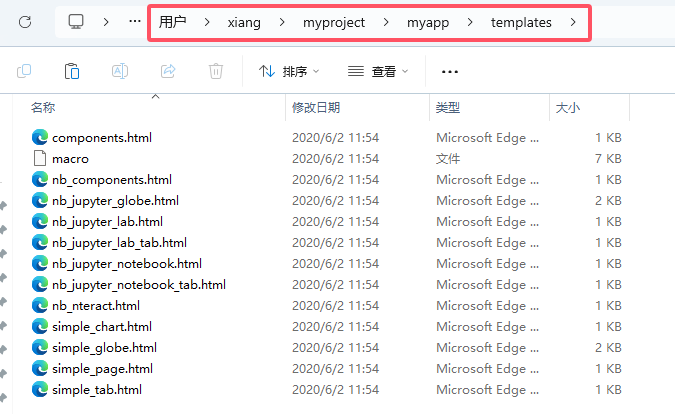 ··· 用户 > xiang > myproject > myapp > templates >
排序 查看 ···
名称 修改日期 类型 大小
components.html 2020/6/2 11:54 Microsoft Edge ... 1 KB
macro 2020/6/2 11:54 文件 7 KB
nb_components.html 2020/6/2 11:54 Microsoft Edge ... 1 KB
nb_jupyter_globe.html 2020/6/2 11:54 Microsoft Edge ... 2 KB
nb_jupyter_lab.html 2020/6/2 11:54 Microsoft Edge ... 1 KB
nb_jupyter_lab_tab.html 2020/6/2 11:54 Microsoft Edge ... 1 KB
nb_jupyter_notebook.html 2020/6/2 11:54 Microsoft Edge ... 1 KB
nb_jupyter_notebook_tab.html 2020/6/2 11:54 Microsoft Edge ... 1 KB
nb_nteract.html 2020/6/2 11:54 Microsoft Edge ... 1 KB
simple_chart.html 2020/6/2 11:54 Microsoft Edge ... 1 KB
simple_globe.html 2020/6/2 11:54 Microsoft Edge ... 2 KB
simple_page.html 2020/6/2 11:54 Microsoft Edge ... 1 KB
simple_tab.html 2020/6/2 11:54 Microsoft Edge ... 1 KB